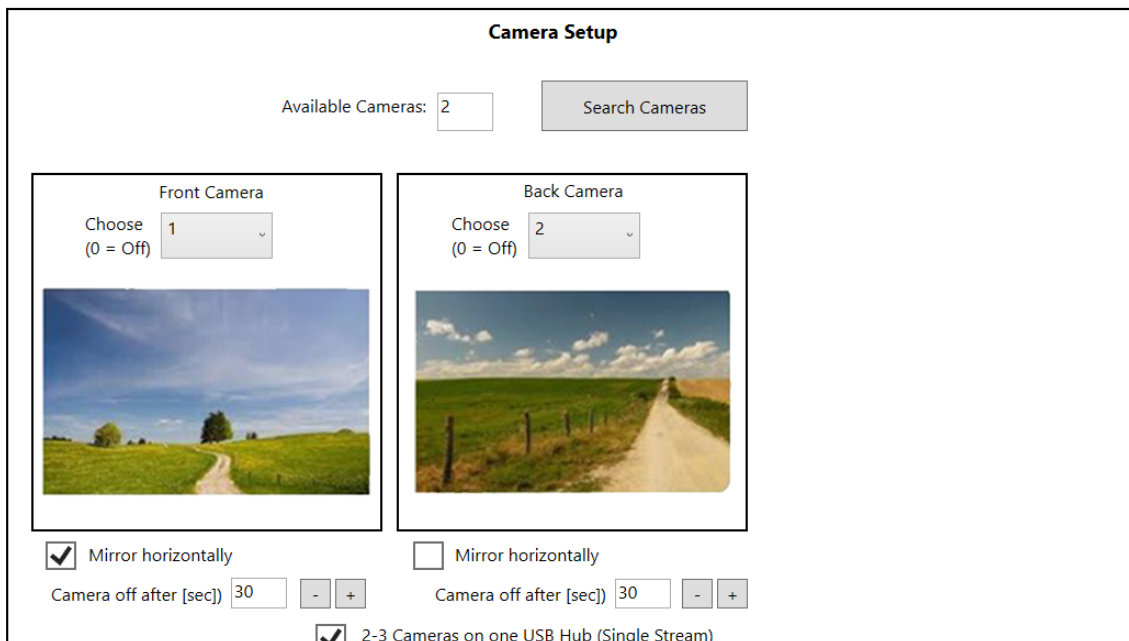 Camera Setup
Available Cameras: 2
Search Cameras
Front Camera
Choose
(0 = Off)
1
Back Camera
Choose
(0 = Off)
2
Mirror horizontally
Mirror horizontally
Camera off after [sec]) 30 - +
Camera off after [sec]) 30 - +
2-3 Cameras on one USB Hub (Single Stream)